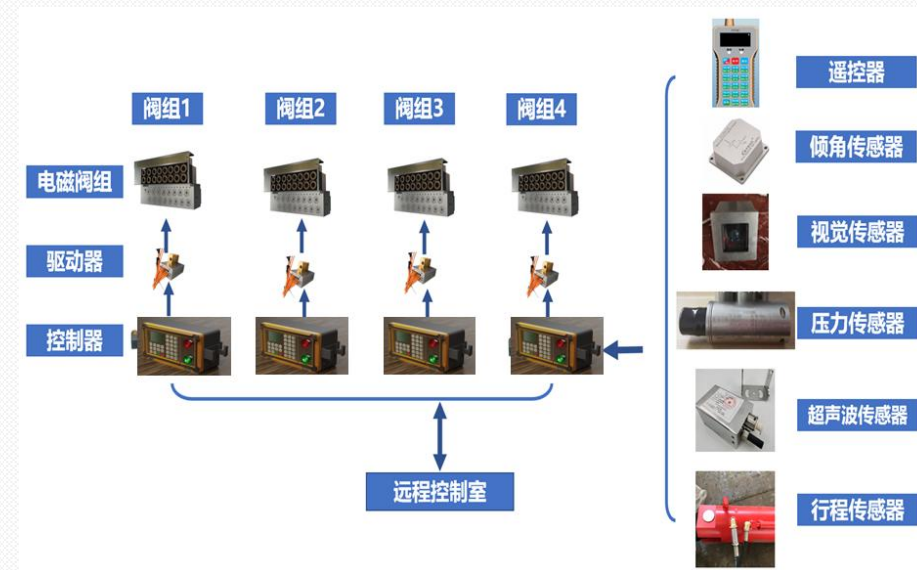 阀组1
阀组2
阀组3
阀组4
电磁阀组
驱动器
控制器
远程控制室
遥控器
倾角传感器
视觉传感器
压力传感器
超声波传感器
行程传感器